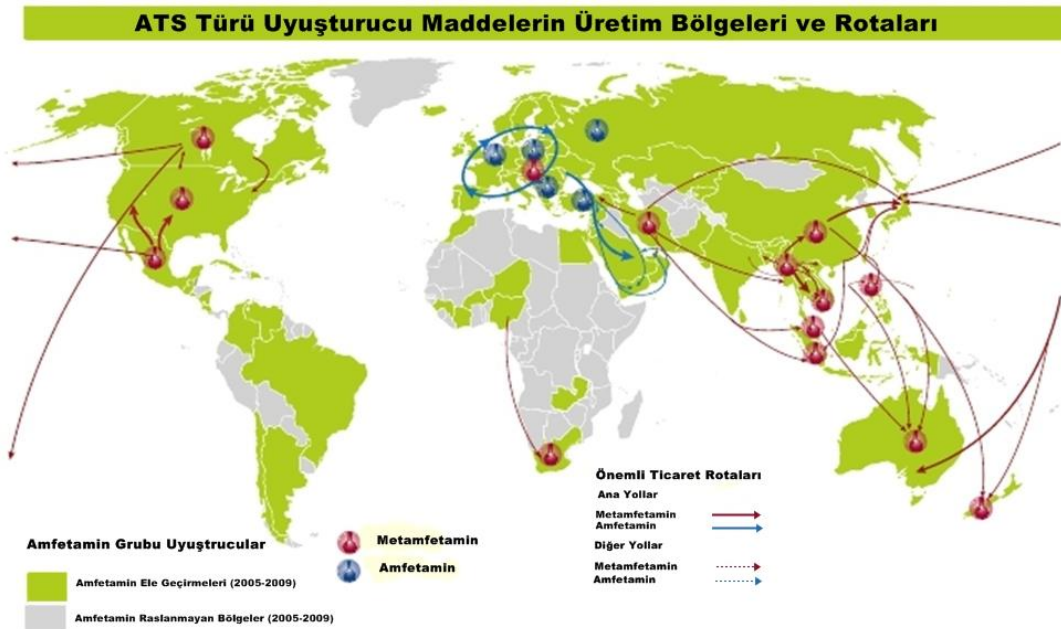 ATS Türü Uyuşturucu Maddelerin Üretim Bölgeleri ve Rotaları
Önemli Ticaret Rotaları
Ana Yollar
Metamfetamin
Amfetamin
Diğer Yollar
Metamfetamin
Amfetamin
Amfetamin Grubu Uyuştrucular
Metamfetamin
Amfetamin
Amfetamin Ele Geçirmeleri (2005-2009)
Amfetamin Raslanmayan Bölgeler (2005-2009)